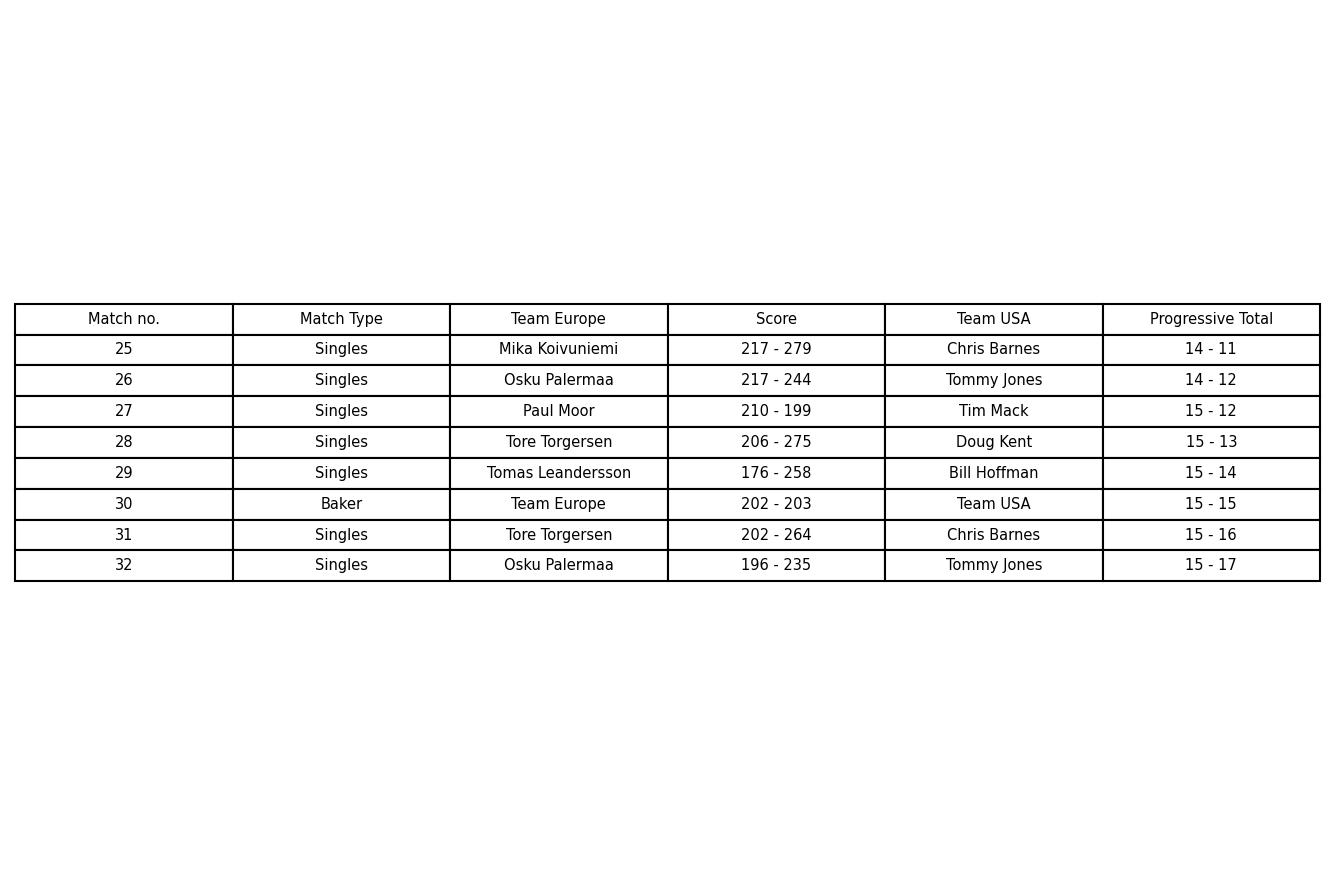 Match no. Match Type Team Europe Score Team USA Progressive Total
25 Singles Mika Koivuniemi 217 - 279 Chris Barnes 14 - 11
26 Singles Osku Palermaa 217 - 244 Tommy Jones 14 - 12
27 Singles Paul Moor 210 - 199 Tim Mack 15 - 12
28 Singles Tore Torgersen 206 - 275 Doug Kent 15 - 13
29 Singles Tomas Leandersson 176 - 258 Bill Hoffman 15 - 14
30 Baker Team Europe 202 - 203 Team USA 15 - 15
31 Singles Tore Torgersen 202 - 264 Chris Barnes 15 - 16
32 Singles Osku Palermaa 196 - 235 Tommy Jones 15 - 17